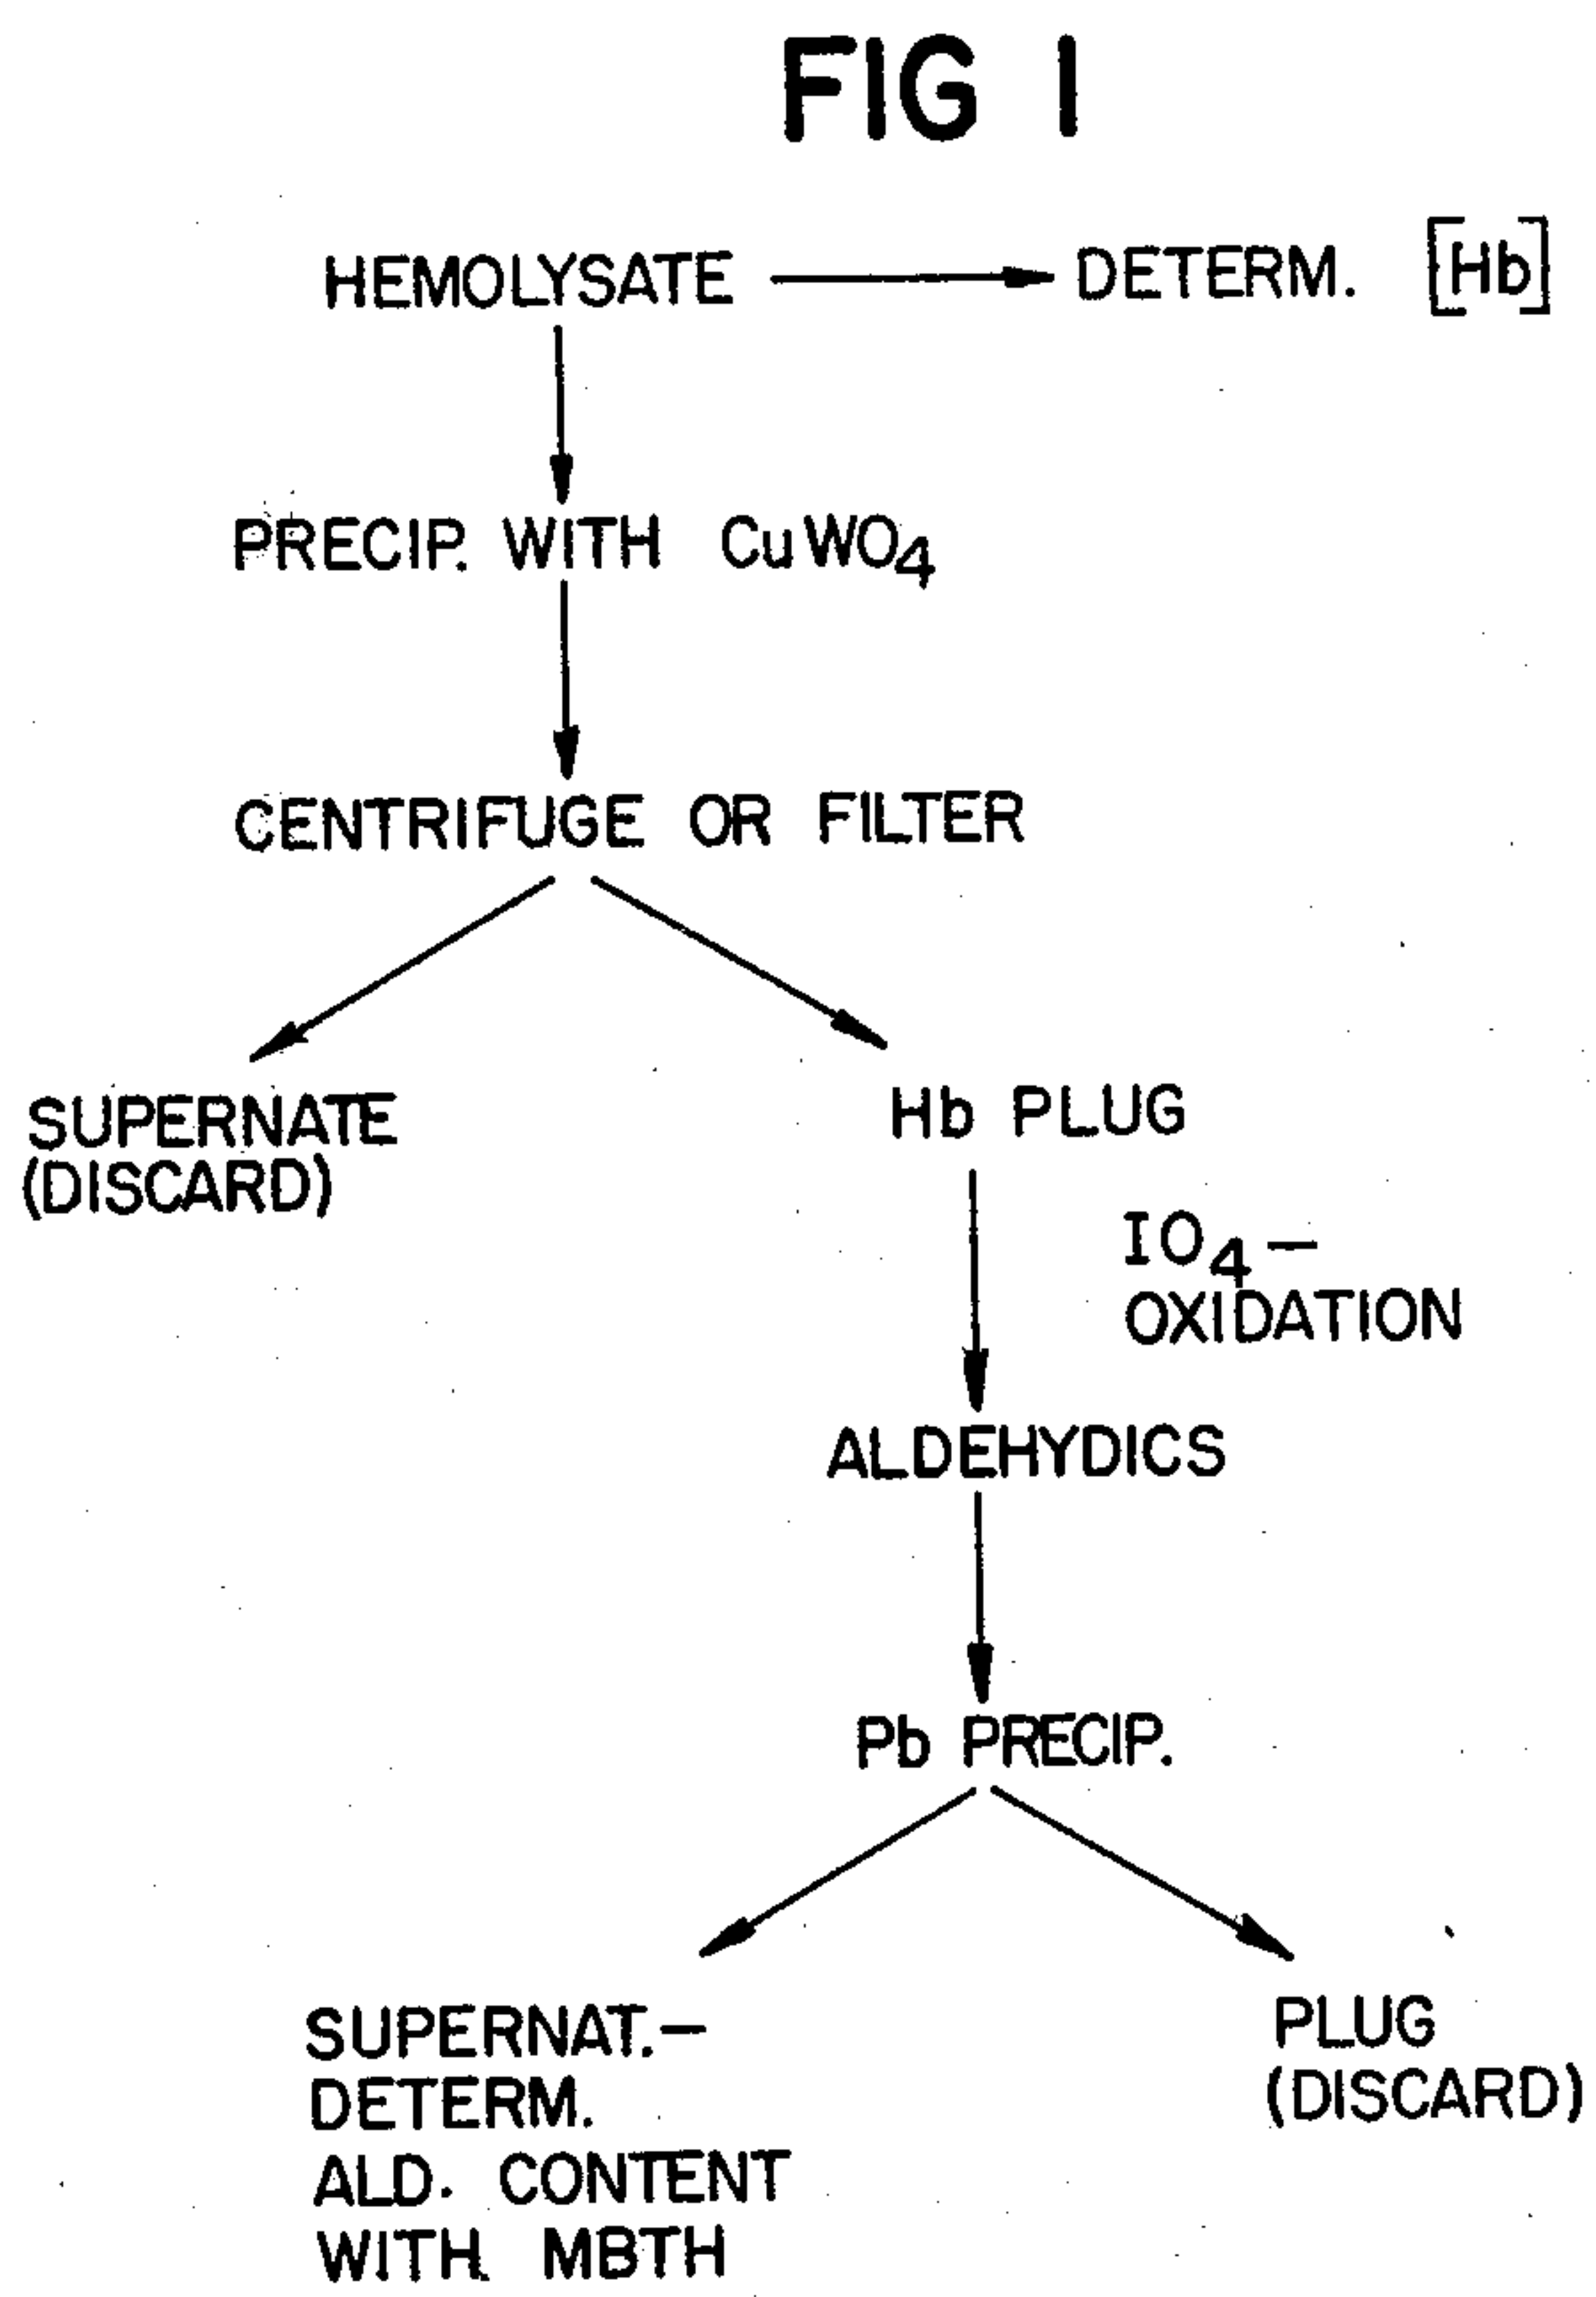 FIG 1
HEMOLYSATE DETERM. [Hb]
PRECIP. WITH CuWO4
CENTRIFUGE OR FILTER
SUPERNATE
(DISCARD)
Hb PLUG
IO4 –
OXIDATION
ALDEHYDICS
Pb PRECIP.
SUPERNAT.–
DETERM.
ALD. CONTENT
WITH MBTH
PLUG
(DISCARD)